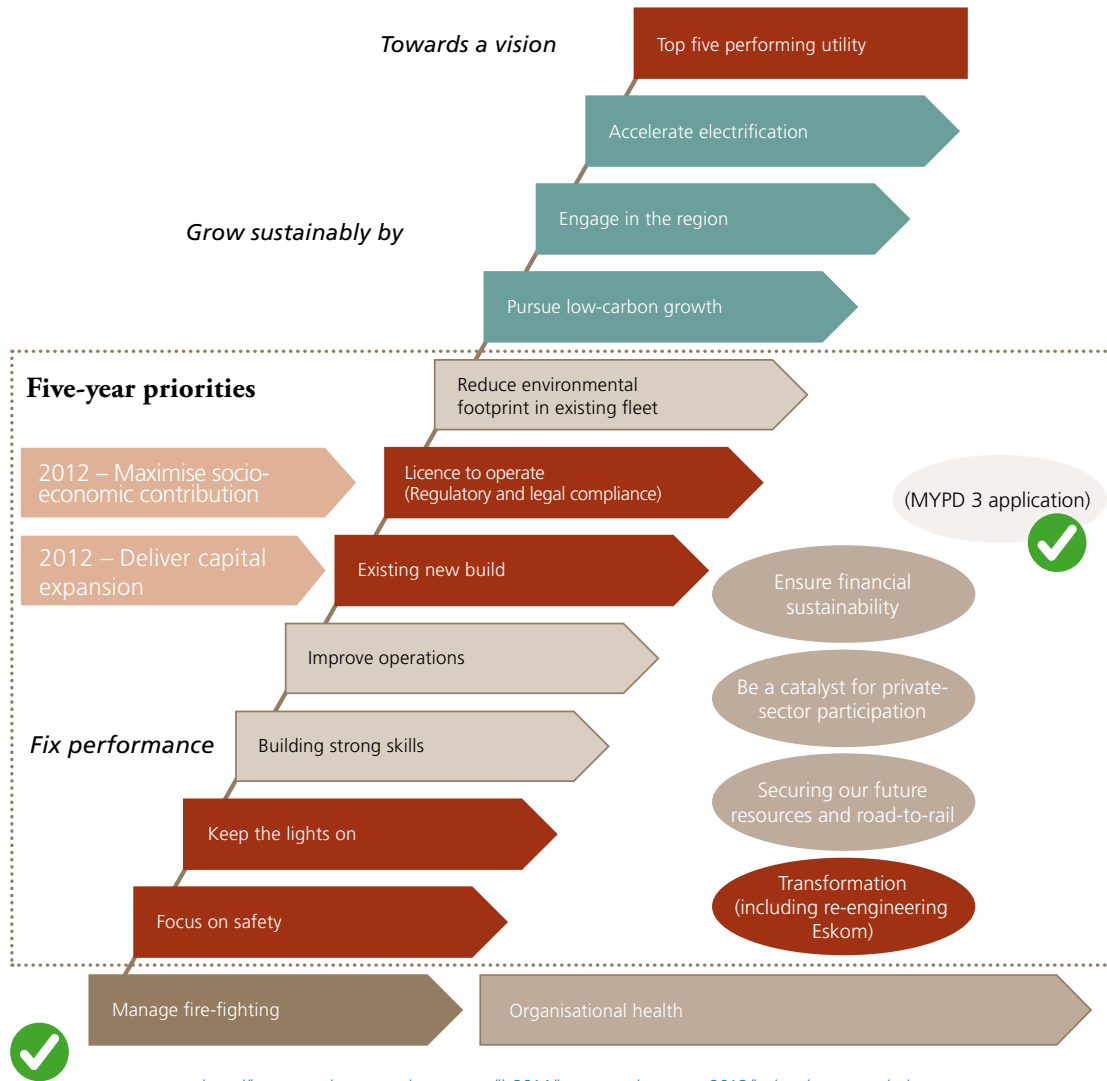 Towards a vision
Top five performing utility
Accelerate electrification
Engage in the region
Grow sustainably by
Pursue low-carbon growth
Five-year priorities
Reduce environmental
footprint in existing fleet
2012 – Maximise socio-
economic contribution
Licence to operate
(Regulatory and legal compliance)
(MYPD 3 application)
2012 – Deliver capital
expansion
Existing new build
Ensure financial
sustainability
Improve operations
Be a catalyst for private-
sector participation
Fix performance
Building strong skills
Securing our future
resources and road-to-rail
Keep the lights on
Transformation
(including re-engineering
Eskom)
Focus on safety
Manage fire-fighting
Organisational health